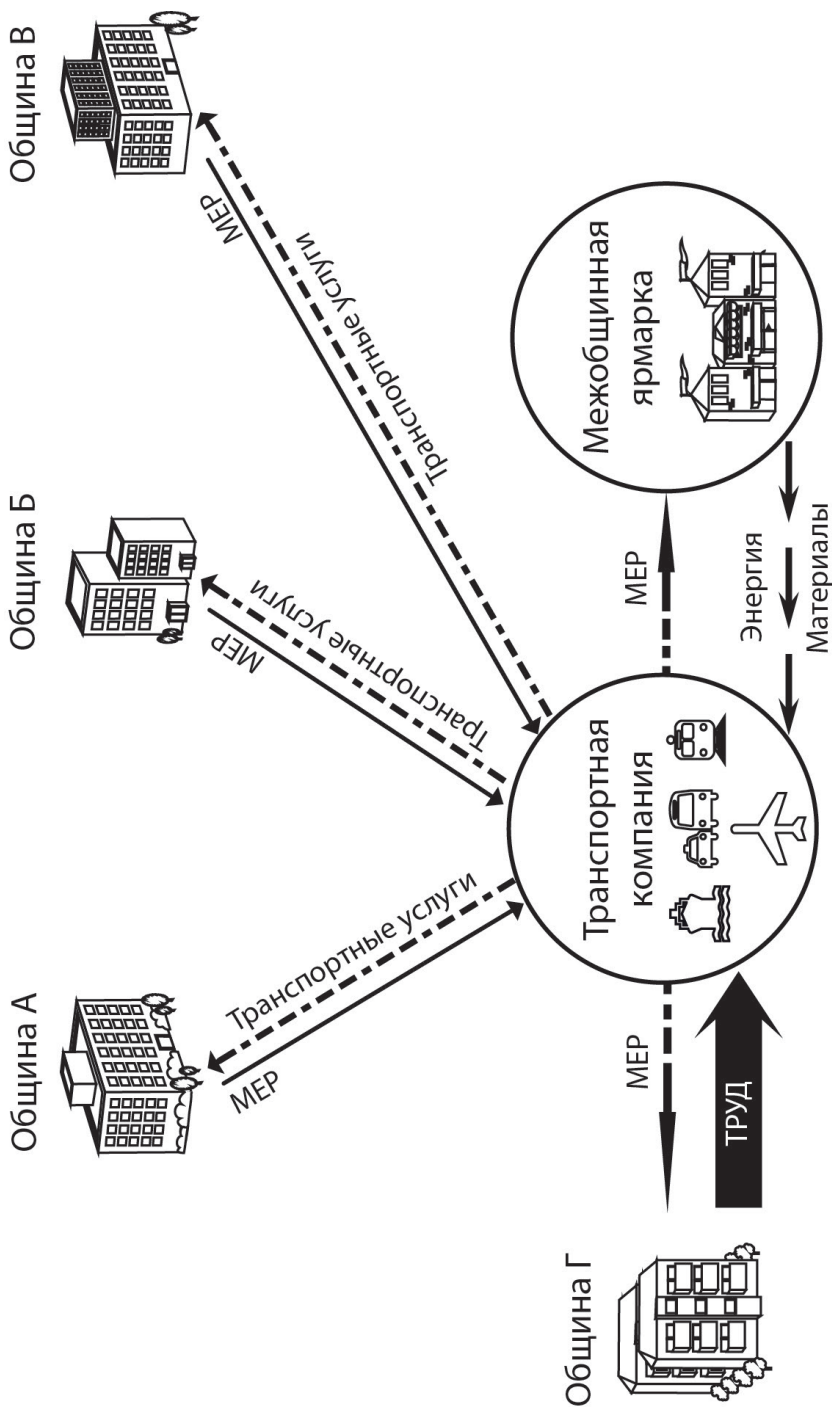 Община А
Община Б
Община В
МЕР
Транспортные услуги
МЕР
Транспортные услуги
МЕР
Транспортные услуги
Община Г
МЕР
ТРУД
Транспортная
компания
МЕР
Энергия
Материалы
Межобщинная
ярмарка